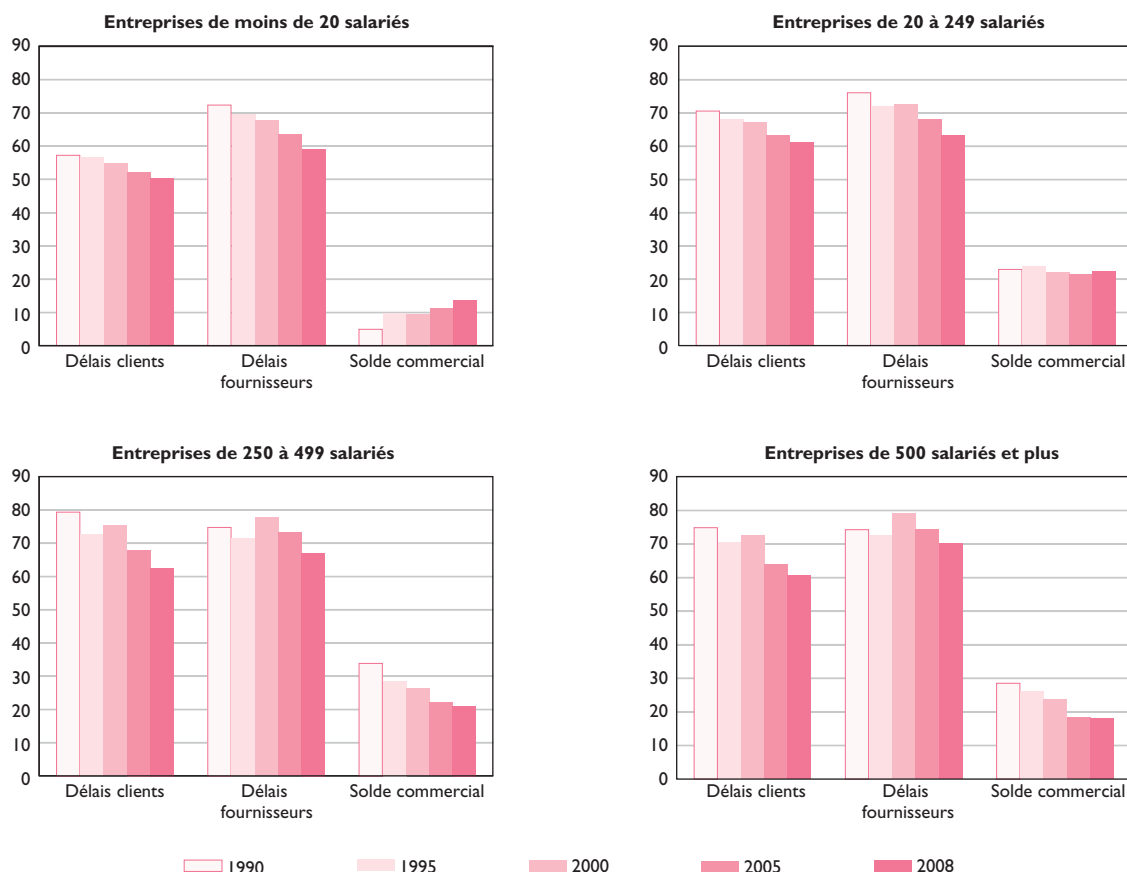 Entreprises de moins de 20 salariés
90
80
70
60
50
40
30
20
10
0
Délais clients
Délais
fournisseurs
Solde commercial
Entreprises de 20 à 249 salariés
90
80
70
60
50
40
30
20
10
0
Délais clients
Délais
fournisseurs
Solde commercial
Entreprises de 250 à 499 salariés
90
80
70
60
50
40
30
20
10
0
Délais clients
Délais
fournisseurs
Solde commercial
Entreprises de 500 salariés et plus
90
80
70
60
50
40
30
20
10
0
Délais clients
Délais
fournisseurs
Solde commercial
1990 1995 2000 2005 2008